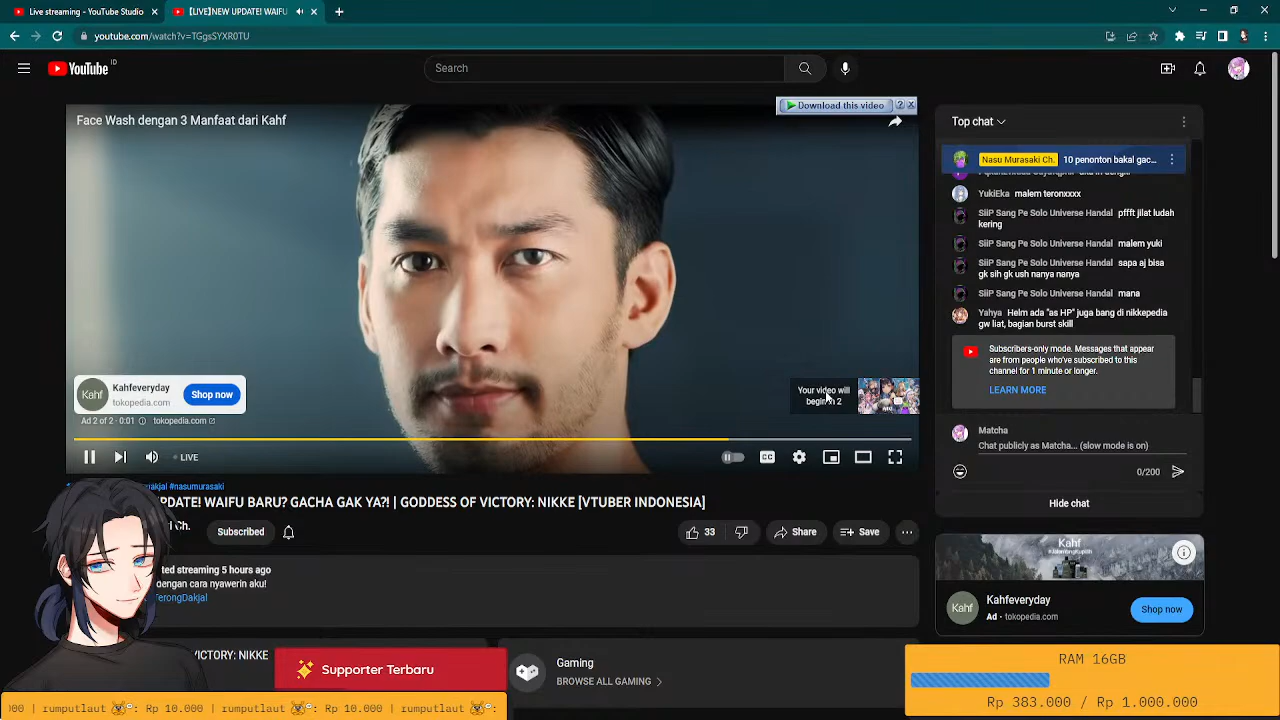 Live streaming - YouTube Studio
【LIVE】NEW UPDATE! WAIFU
youtube.com/watch?v=TGgsSYXR0TU
YouTube ID
Search
Download this video
Face Wash dengan 3 Manfaat dari Kahf
Kahf
Kahfeveryday
tokopedia.com
Shop now
Your video will
begin in 2
Ad 2 of 2 · 0:01
tokopedia.com
LIVE
CC
akjal #nasumurasaki
PDATE! WAIFU BARU? GACHA GAK YA?! | GODDESS OF VICTORY: NIKKE [VTUBER INDONESIA]
Ch.
Subscribed
33
Share
Save
ted streaming 5 hours ago
dengan cara nyawerin aku!
TerongDakjal
VICTORY: NIKKE
Supporter Terbaru
Gaming
BROWSE ALL GAMING
000 | rumputlaut : Rp 10.000 | rumputlaut : Rp 10.000 | rumputlaut :
Top chat
Nasu Murasaki Ch. 10 penonton bakal gac...
YukiEka malem teronxxxx
SiiP Sang Pe Solo Universe Handal pffft jilat ludah
kering
SiiP Sang Pe Solo Universe Handal malem yuki
SiiP Sang Pe Solo Universe Handal sapa aj bisa
gk sih gk ush nanya nanya
SiiP Sang Pe Solo Universe Handal mana
Yahya Helm ada "as HP" juga bang di nikkepedia
gw liat, bagian burst skill
Subscribers-only mode. Messages that appear
are from people who've subscribed to this
channel for 1 minute or longer.
LEARN MORE
Matcha
Chat publicly as Matcha... (slow mode is on)
0/200
Hide chat
Kahf
Kahf
Kahfeveryday
Ad · tokopedia.com
Shop now
RAM 16GB
Rp 383.000 / Rp 1.000.000